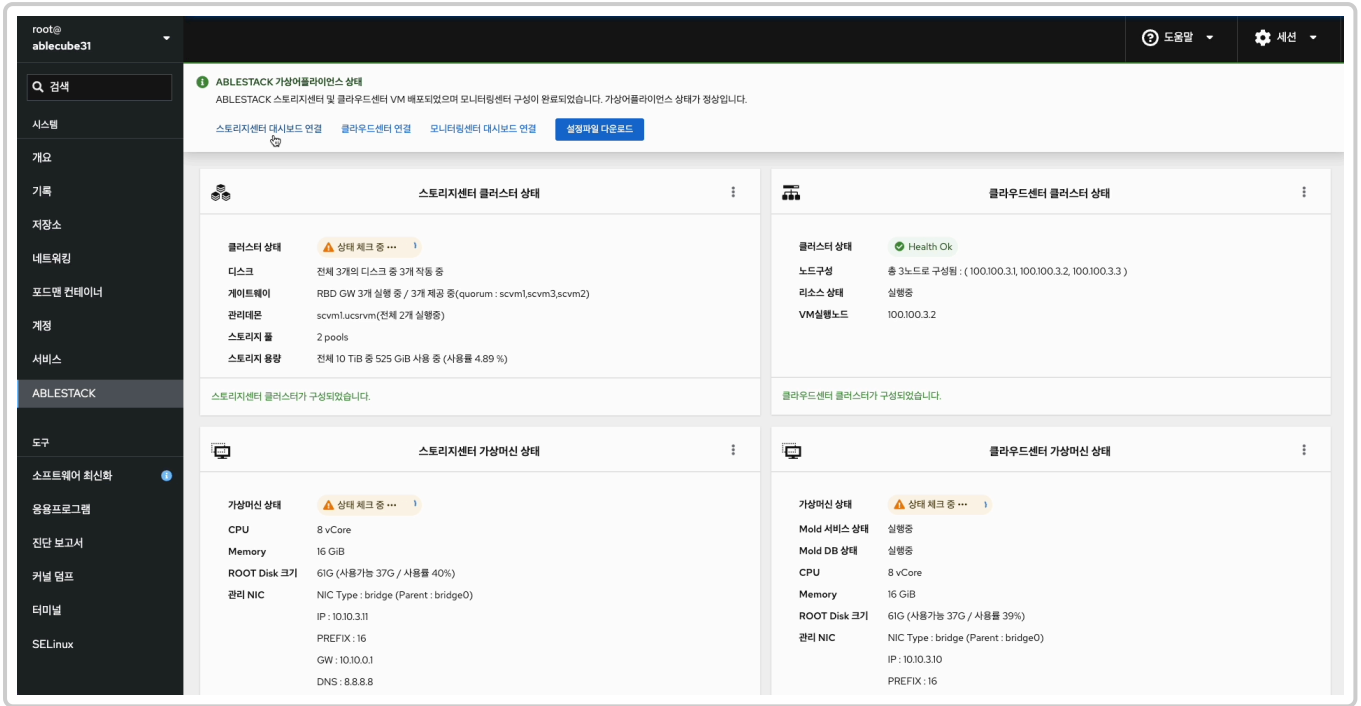 root@
ablecube31
도움말
세션
검색
시스템
개요
기록
저장소
네트워킹
포드맨 컨테이너
계정
서비스
ABLESTACK
도구
소프트웨어 최신화
응용프로그램
진단 보고서
커널 덤프
터미널
SELinux
ABLESTACK 가상어플라이언스 상태
ABLESTACK 스토리지센터 및 클라우드센터 VM 배포되었으며 모니터링센터 구성이 완료되었습니다. 가상어플라이언스 상태가 정상입니다.
스토리지센터 대시보드 연결 클라우드센터 연결 모니터링센터 대시보드 연결 설정파일 다운로드
스토리지센터 클러스터 상태
클러스터 상태 상태 체크 중 ···
디스크 전체 3개의 디스크 중 3개 작동 중
게이트웨이 RBD GW 3개 실행 중 / 3개 제공 중(quorum : scvm1,scvm3,scvm2)
관리데몬 scvm1.ucsrvm(전체 2개 실행중)
스토리지 풀 2 pools
스토리지 용량 전체 10 TiB 중 525 GiB 사용 중 (사용률 4.89 %)
스토리지센터 클러스터가 구성되었습니다.
클라우드센터 클러스터 상태
클러스터 상태 Health Ok
노드구성 총 3노드로 구성됨 : ( 100.100.3.1, 100.100.3.2, 100.100.3.3 )
리소스 상태 실행중
VM실행노드 100.100.3.2
클라우드센터 클러스터가 구성되었습니다.
스토리지센터 가상머신 상태
가상머신 상태 상태 체크 중 ···
CPU 8 vCore
Memory 16 GiB
ROOT Disk 크기 61G (사용가능 37G / 사용률 40%)
관리 NIC NIC Type : bridge (Parent : bridge0)
IP : 10.10.3.11
PREFIX : 16
GW : 10.10.0.1
DNS : 8.8.8.8
클라우드센터 가상머신 상태
가상머신 상태 상태 체크 중 ···
Mold 서비스 상태 실행중
Mold DB 상태 실행중
CPU 8 vCore
Memory 16 GiB
ROOT Disk 크기 61G (사용가능 37G / 사용률 39%)
관리 NIC NIC Type : bridge (Parent : bridge0)
IP : 10.10.3.10
PREFIX : 16